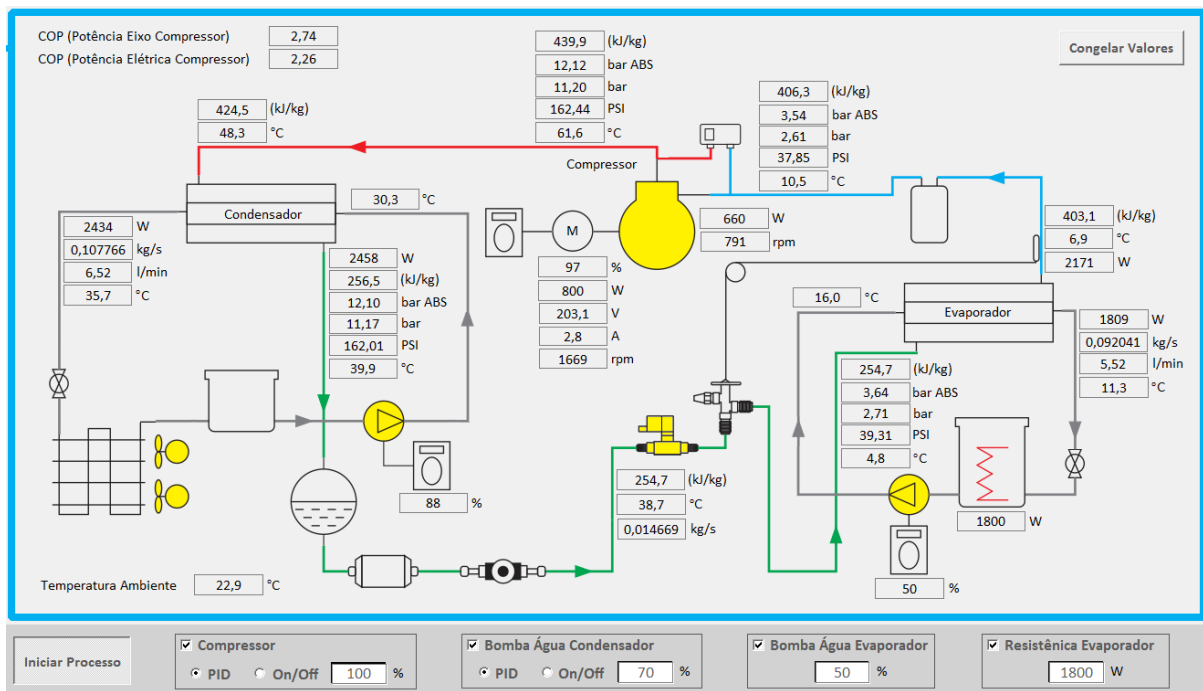 COP (Potência Eixo Compressor) 2,74
COP (Potência Elétrica Compressor) 2,26
Congelar Valores
439,9 (kJ/kg)
12,12 bar ABS
11,20 bar
162,44 PSI
61,6 °C
406,3 (kJ/kg)
3,54 bar ABS
2,61 bar
37,85 PSI
10,5 °C
424,5 (kJ/kg)
48,3 °C
Compressor
Condensador
30,3 °C
2434 W
0,107766 kg/s
6,52 l/min
35,7 °C
M
660 W
791 rpm
403,1 (kJ/kg)
6,9 °C
2171 W
2458 W
256,5 (kJ/kg)
12,10 bar ABS
11,17 bar
162,01 PSI
39,9 °C
97 %
800 W
203,1 V
2,8 A
1669 rpm
16,0 °C
Evaporador
1809 W
0,092041 kg/s
5,52 l/min
11,3 °C
254,7 (kJ/kg)
3,64 bar ABS
2,71 bar
39,31 PSI
4,8 °C
88 %
254,7 (kJ/kg)
38,7 °C
0,014669 kg/s
1800 W
50 %
Temperatura Ambiente 22,9 °C
Iniciar Processo
Compressor
PID On/Off 100 %
Bomba Água Condensador
PID On/Off 70 %
Bomba Água Evaporador
50 %
Resistênica Evaporador
1800 W